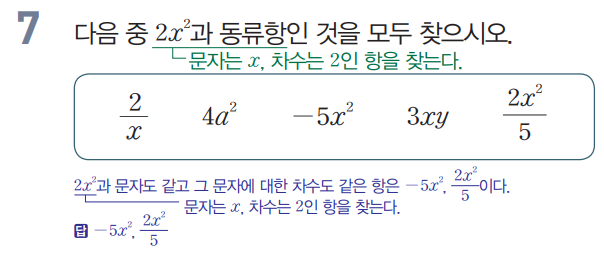 7 다음 중 2x²과 동류항인 것을 모두 찾으시오.
문자는 x, 차수는 2인 항을 찾는다.
2/x 4a² −5x² 3xy 2x²/5
2x²과 문자도 같고 그 문자에 대한 차수도 같은 항은 −5x², 2x²/5이다.
문자는 x, 차수는 2인 항을 찾는다.
답 −5x², 2x²/5